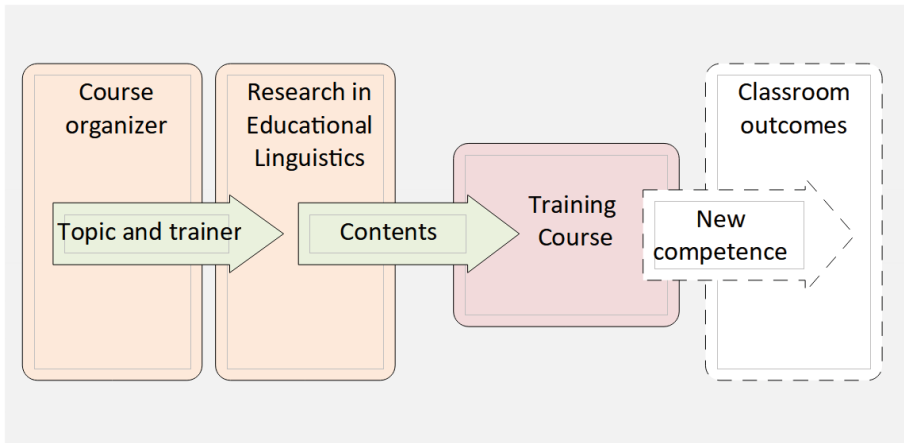 Course
organizer
Research in
Educational
Linguistics
Classroom
outcomes
Topic and trainer
Contents
Training
Course
New
competence